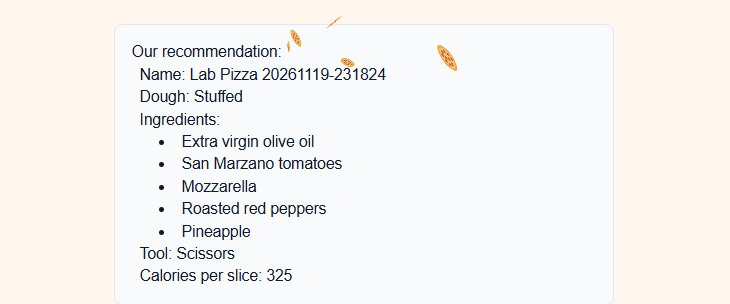 Our recommendation:
Name: Lab Pizza 20261119-231824
Dough: Stuffed
Ingredients:
• Extra virgin olive oil
• San Marzano tomatoes
• Mozzarella
• Roasted red peppers
• Pineapple
Tool: Scissors
Calories per slice: 325